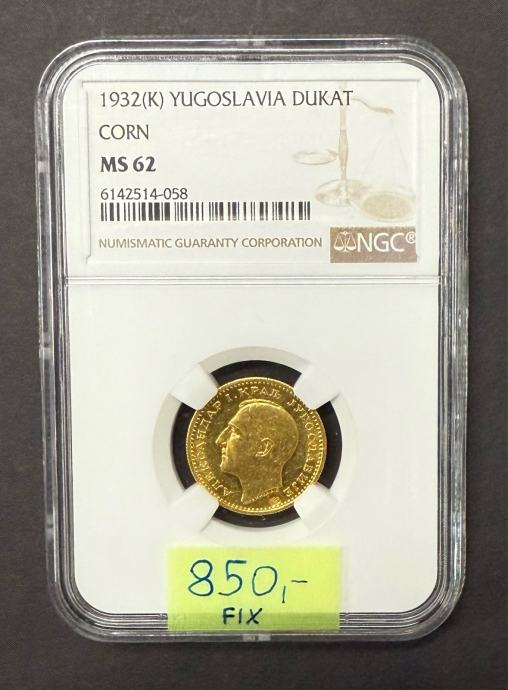 1932(K) YUGOSLAVIA DUKAT
CORN
MS 62
6142514-058
NUMISMATIC GUARANTY CORPORATION
NGC®
АЛЕКСАНДАР I. КРАЉ ЈУГОСЛАВИЈЕ
850,-
FIX